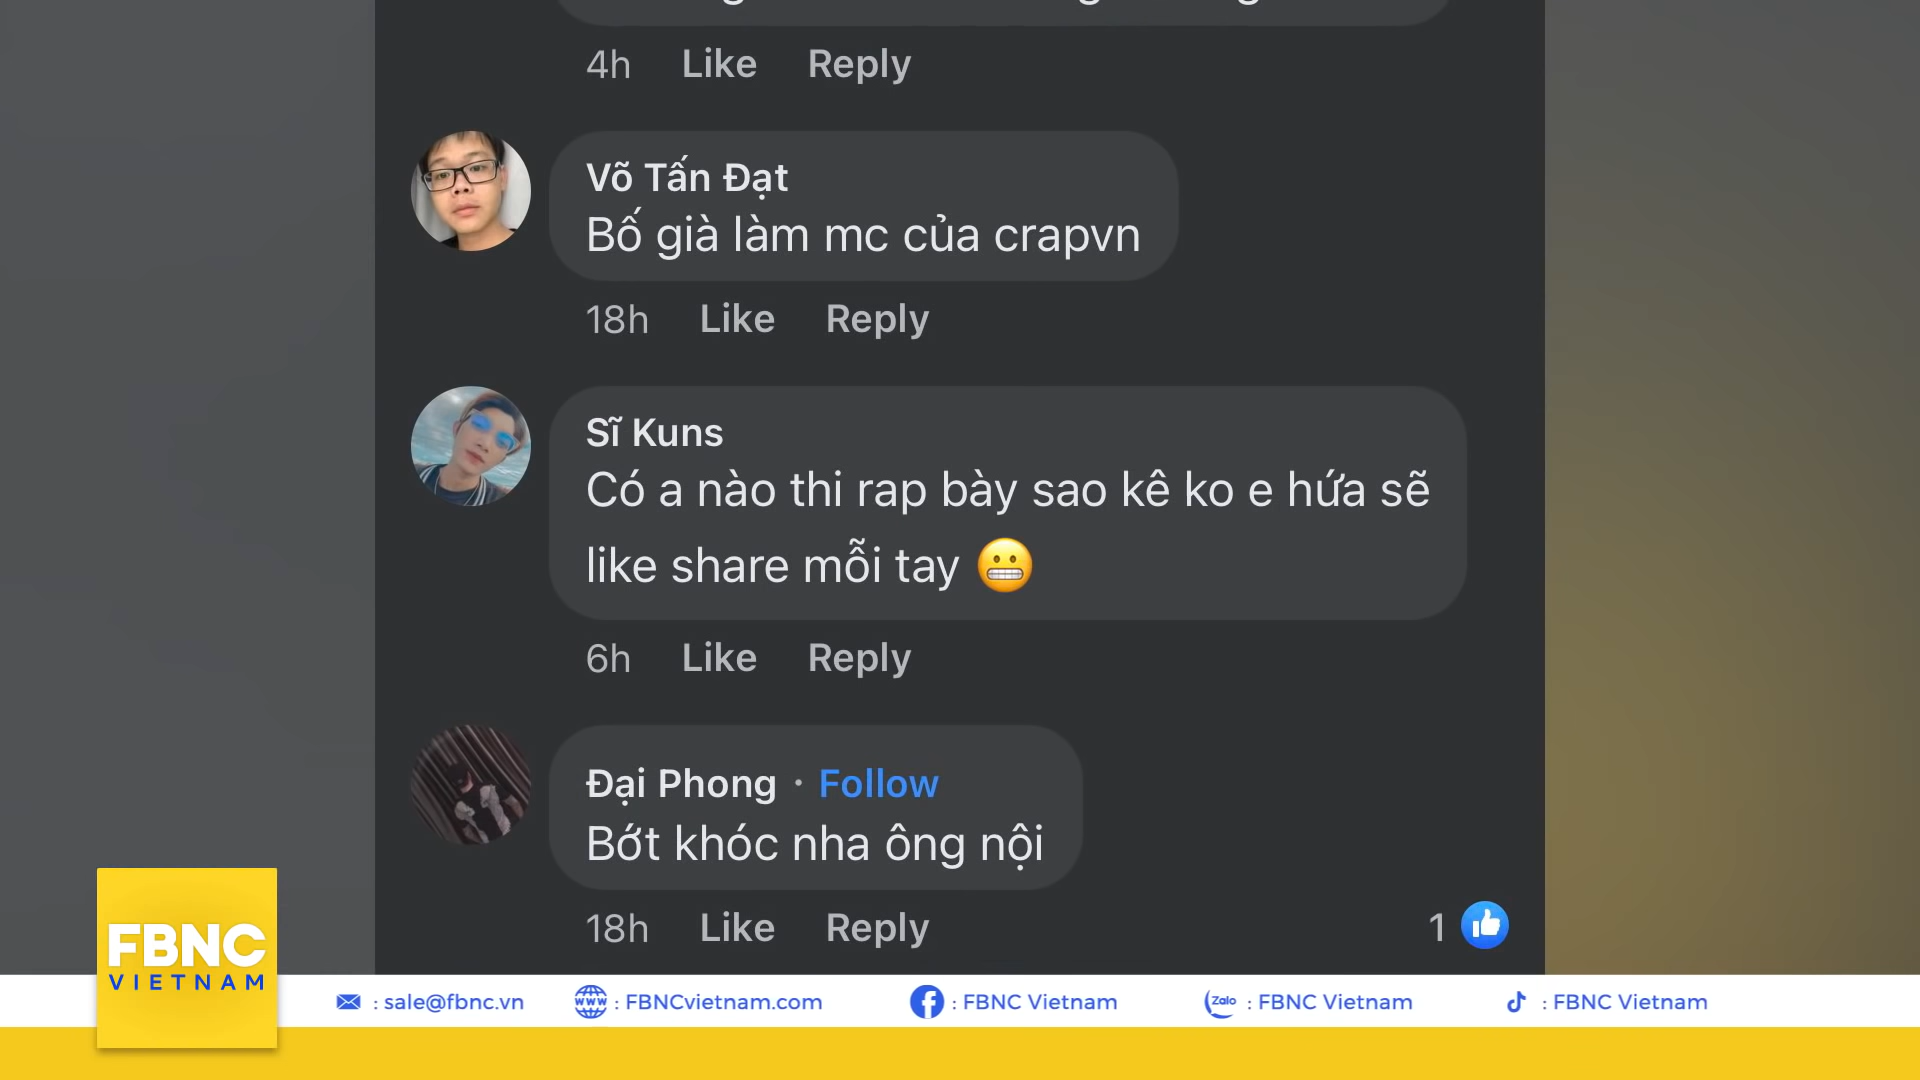 4h Like Reply
Võ Tấn Đạt
Bố già làm mc của crapvn
18h Like Reply
Sĩ Kuns
Có a nào thi rap bày sao kê ko e hứa sẽ
like share mỗi tay 😬
6h Like Reply
Đại Phong · Follow
Bớt khóc nha ông nội
18h Like Reply 1
FBNC
VIETNAM
: sale@fbnc.vn
www : FBNCvietnam.com
: FBNC Vietnam
Zalo : FBNC Vietnam
: FBNC Vietnam